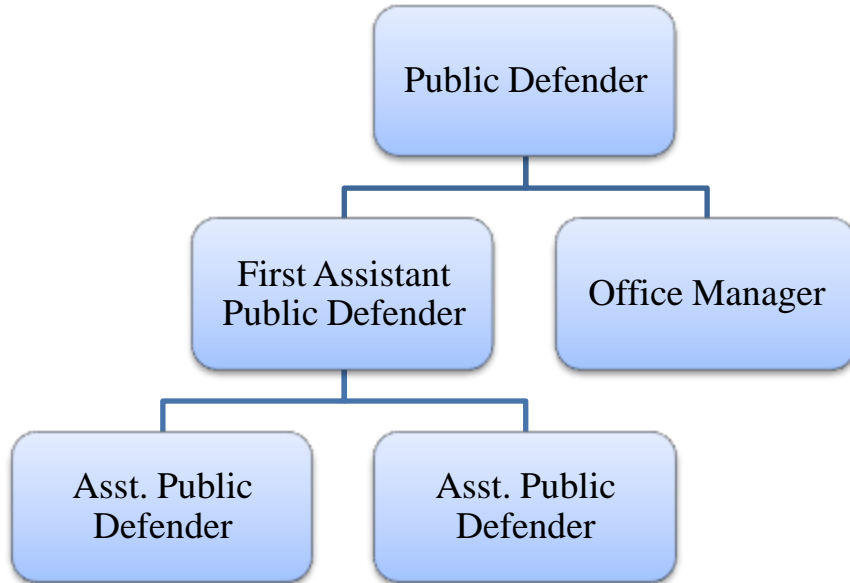 Public Defender
First Assistant
Public Defender
Office Manager
Asst. Public
Defender
Asst. Public
Defender